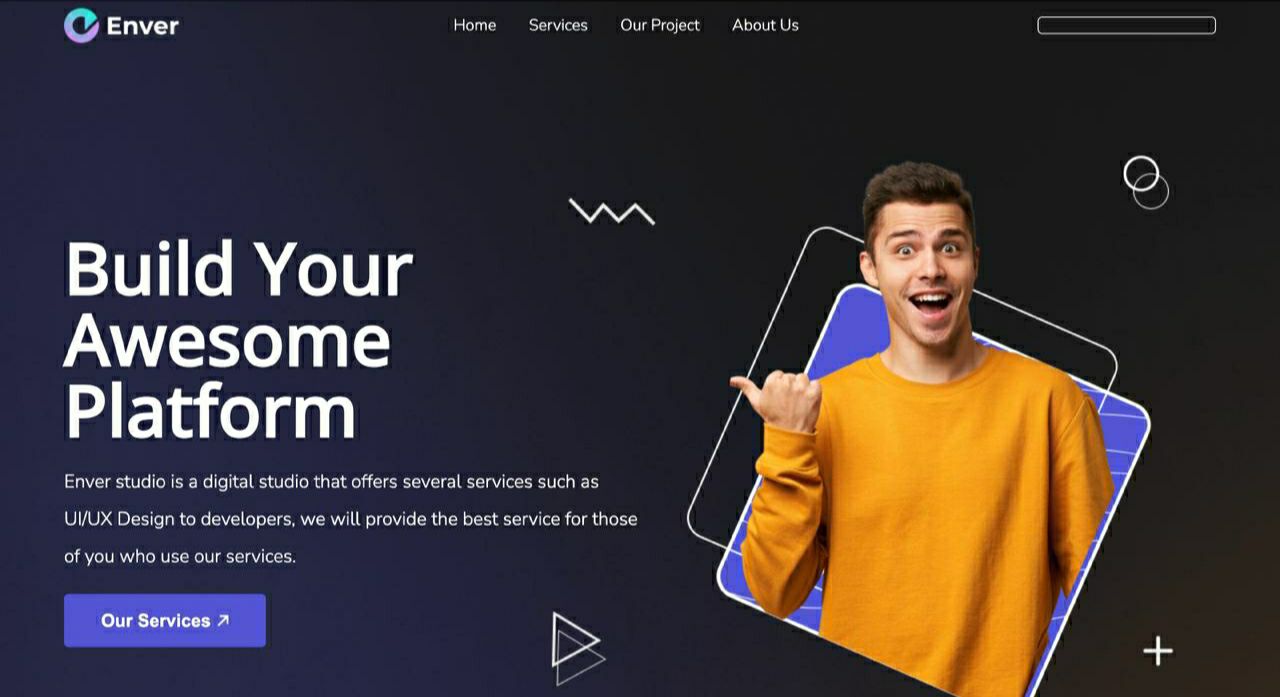 Enver
Home Services Our Project About Us
Build Your
Awesome
Platform
Enver studio is a digital studio that offers several services such as
UI/UX Design to developers, we will provide the best service for those
of you who use our services.
Our Services ↗